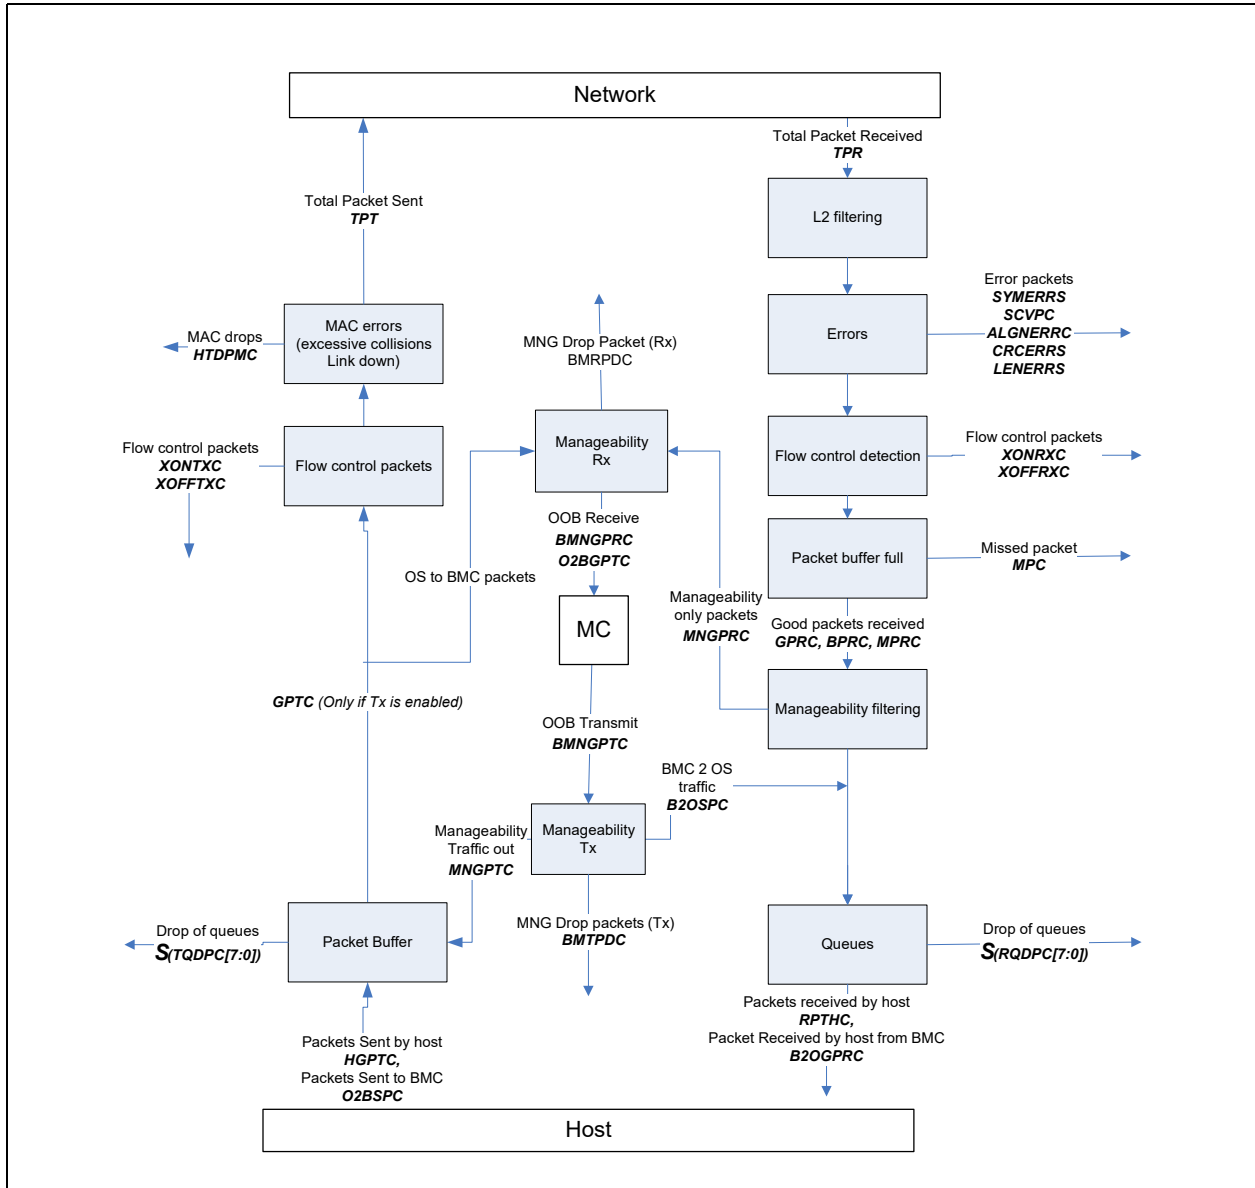 Network
Total Packet Received
TPR
L2 filtering
Total Packet Sent
TPT
Error packets
SYMERRS
SCVPC
ALGNERRC
CRCERRS
LENERRS
Errors
MAC errors
(excessive collisions
Link down)
MAC drops
HTDPMC
MNG Drop Packet (Rx)
BMRPDC
Flow control packets
XONTXC
XOFFTXC
Flow control packets
Manageability
Rx
Flow control detection
Flow control packets
XONRXC
XOFFRXC
OOB Receive
BMNGPRC
O2BGPTC
Packet buffer full
Missed packet
MPC
OS to BMC packets
Manageability
only packets
MNGPRC
MC
Good packets received
GPRC, BPRC, MPRC
GPTC (Only if Tx is enabled)
Manageability filtering
OOB Transmit
BMNGPTC
BMC 2 OS
traffic
B2OSPC
Manageability
Traffic out
MNGPTC
Manageability
Tx
Drop of queues
S(TQDPC[7:0])
Packet Buffer
MNG Drop packets (Tx)
BMTPDC
Queues
Drop of queues
S(RQDPC[7:0])
Packets received by host
RPTHC,
Packet Received by host from BMC
B2OGPRC
Packets Sent by host
HGPTC,
Packets Sent to BMC
O2BSPC
Host